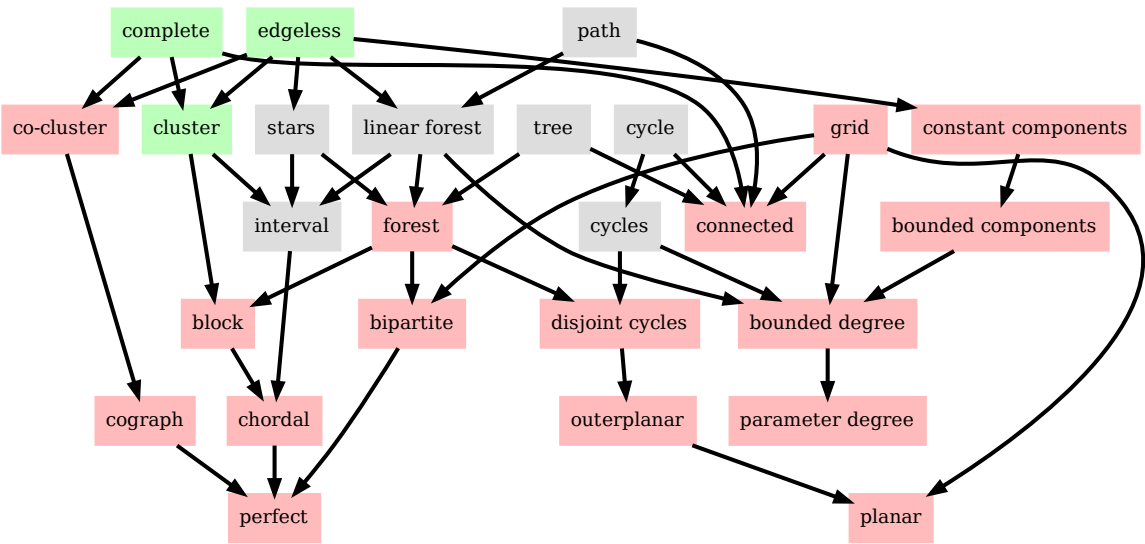 complete
edgeless
path
co-cluster
cluster
stars
linear forest
tree
cycle
grid
constant components
interval
forest
cycles
connected
bounded components
block
bipartite
disjoint cycles
bounded degree
cograph
chordal
outerplanar
parameter degree
perfect
planar